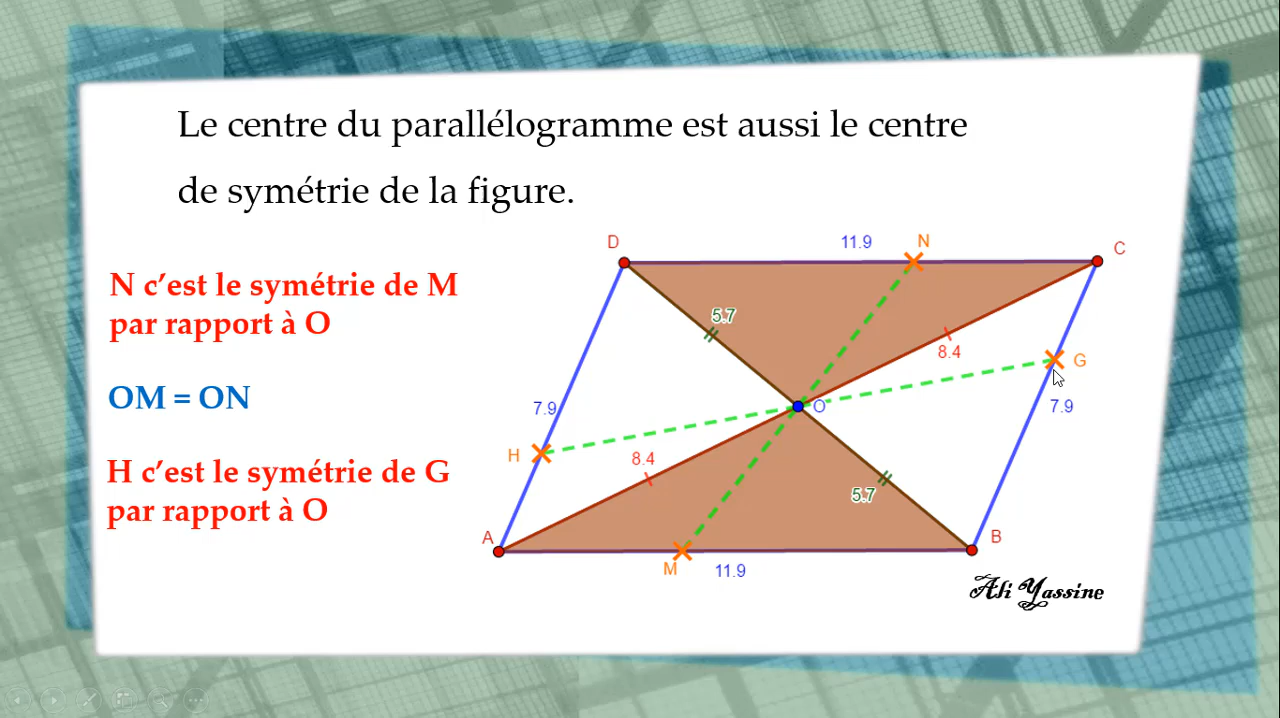 Le centre du parallélogramme est aussi le centre
de symétrie de la figure.
N c’est le symétrie de M
par rapport à O
OM = ON
H c’est le symétrie de G
par rapport à O
D
11.9
N
C
5.7
8.4
G
7.9
O
7.9
H
8.4
5.7
A
B
M
11.9
Ali Yassine